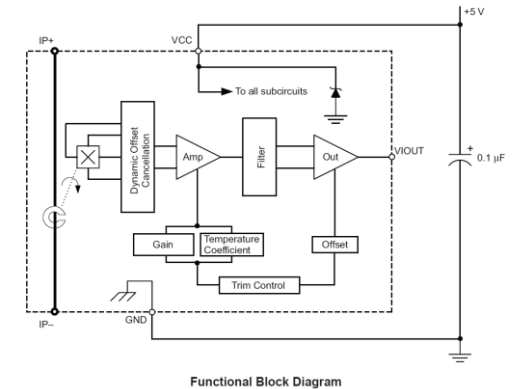 +5 V
IP+
VCC
To all subcircuits
Dynamic Offset
Cancellation
Amp
Filter
Out
VIOUT
+
0.1 µF
Gain
Temperature
Coefficient
Offset
Trim Control
GND
IP–
Functional Block Diagram